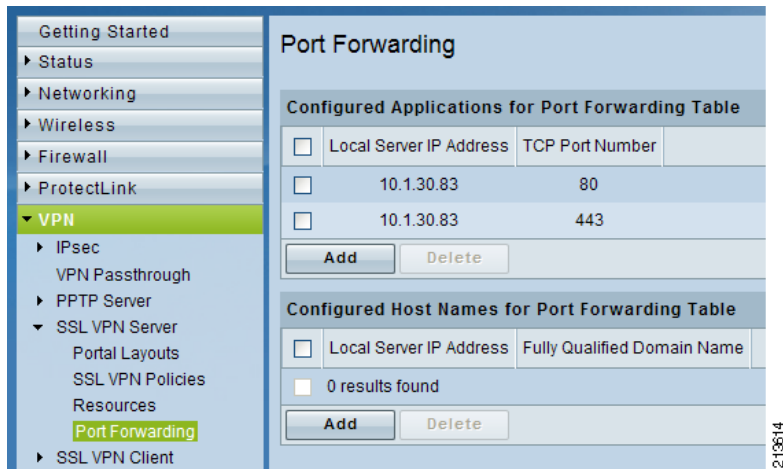 Getting Started
Status
Networking
Wireless
Firewall
ProtectLink
VPN
IPsec
VPN Passthrough
PPTP Server
SSL VPN Server
Portal Layouts
SSL VPN Policies
Resources
Port Forwarding
SSL VPN Client
Port Forwarding
Configured Applications for Port Forwarding Table
Local Server IP Address TCP Port Number
10.1.30.83 80
10.1.30.83 443
Add Delete
Configured Host Names for Port Forwarding Table
Local Server IP Address Fully Qualified Domain Name
0 results found
Add Delete
213614